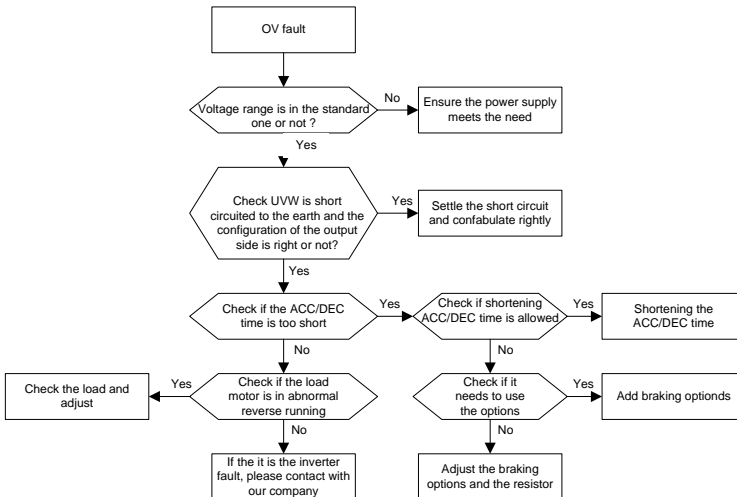 OV fault
Voltage range is in the standard
one or not ?
No
Ensure the power supply
meets the need
Yes
Check UVW is short
circuited to the earth and the
configuration of the output
side is right or not?
Yes
Settle the short circuit
and confabulate rightly
Yes
Check if the ACC/DEC
time is too short
Yes
Check if shortening
ACC/DEC time is allowed
Yes
Shortening the
ACC/DEC time
No
No
Check the load and
adjust
Yes
Check if the load
motor is in abnormal
reverse running
Check if it
needs to use
the options
Yes
Add braking optionds
No
No
If the it is the inverter
fault, please contact with
our company
Adjust the braking
options and the resistor